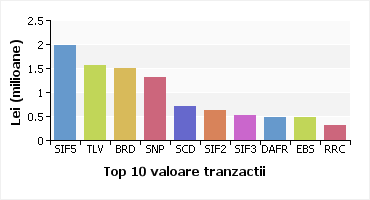 Lei (milioane)
2.5
2
1.5
1
0.5
0
SIF5 TLV BRD SNP SCD SIF2 SIF3 DAFR EBS RRC
Top 10 valoare tranzactii